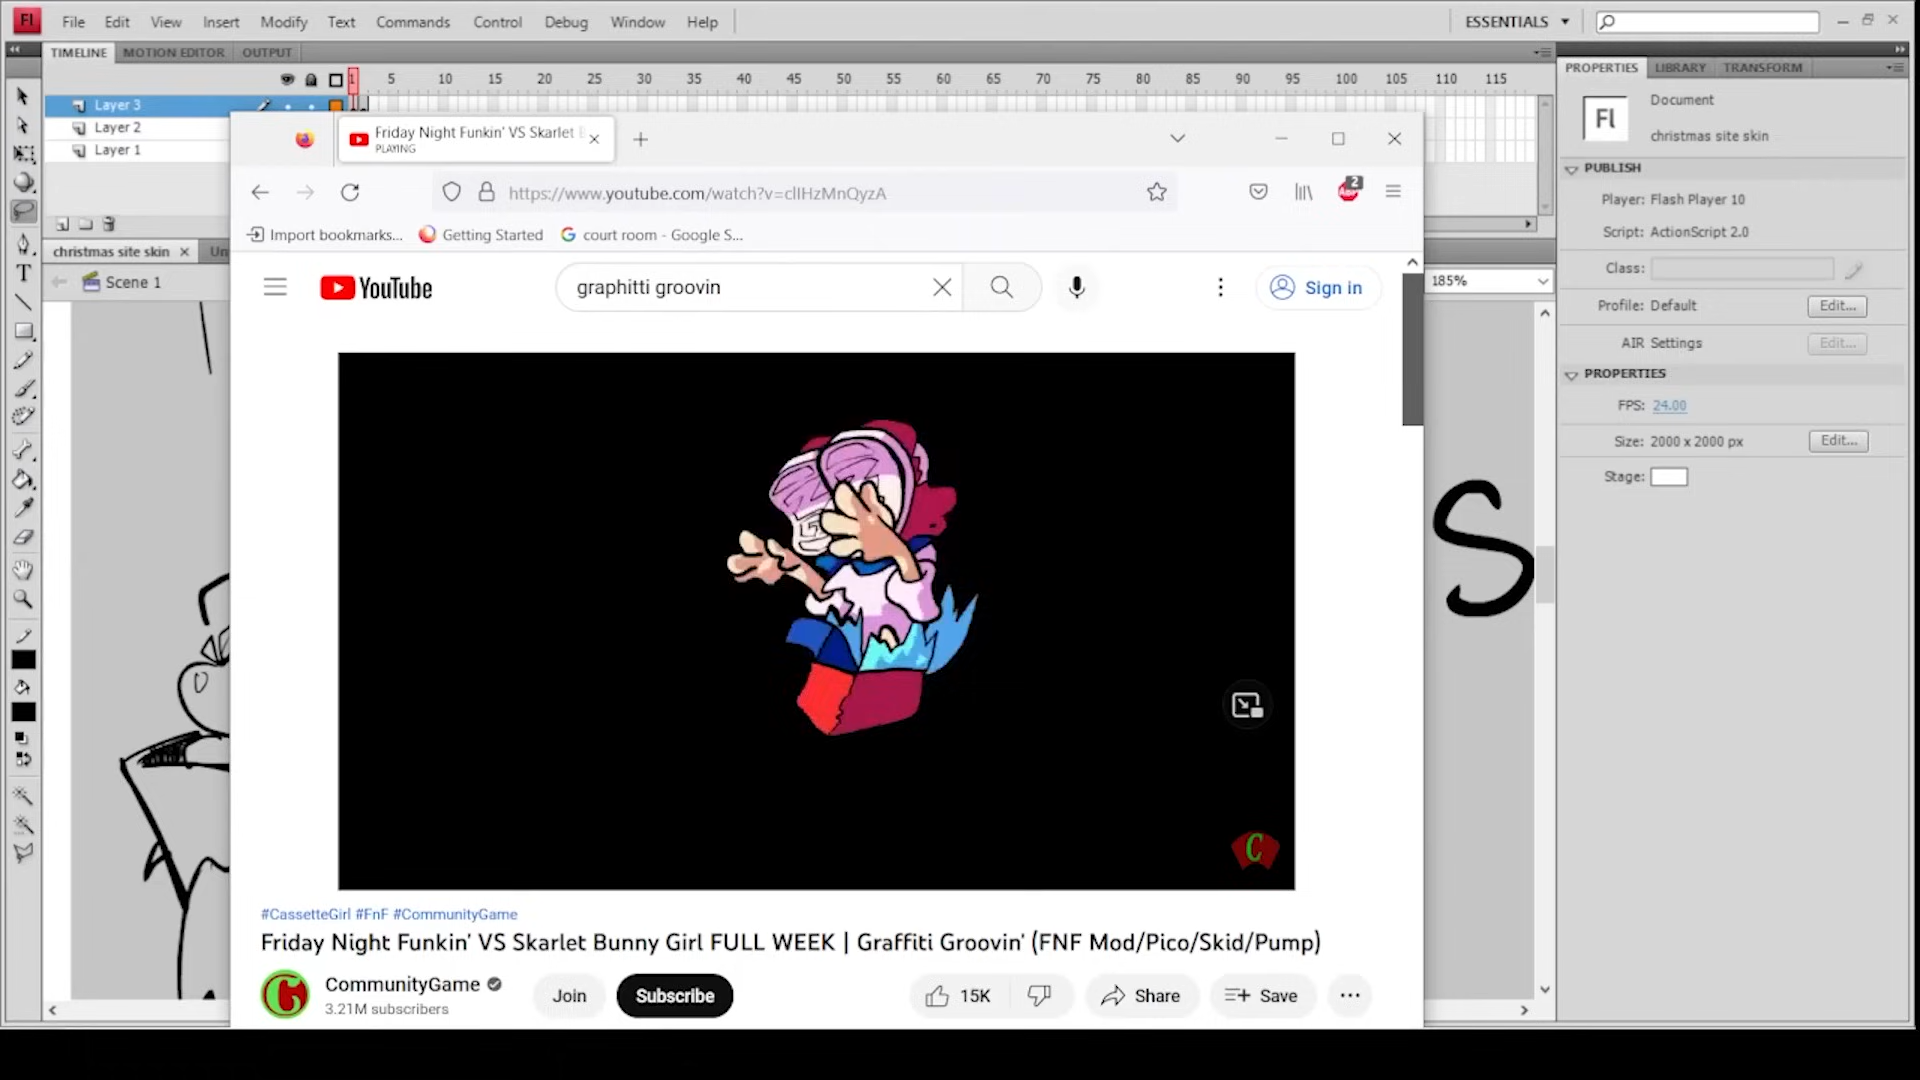 Fl File Edit View Insert Modify Text Commands Control Debug Window Help ESSENTIALS
TIMELINE MOTION EDITOR OUTPUT
PROPERTIES LIBRARY TRANSFORM
1 5 10 15 20 25 30 35 40 45 50 55 60 65 70 75 80 85 90 95 100 105 110 115
Layer 3
Layer 2
Layer 1
Friday Night Funkin' VS Skarlet B
PLAYING
https://www.youtube.com/watch?v=clIHzMnQyzA
2
ABP
Import bookmarks... Getting Started court room - Google S...
christmas site skin Un
Scene 1
185%
YouTube
graphitti groovin
Sign in
Fl
Document
christmas site skin
PUBLISH
Player: Flash Player 10
Script: ActionScript 2.0
Class:
Profile: Default Edit...
AIR Settings Edit...
PROPERTIES
FPS: 24.00
Size: 2000 x 2000 px Edit...
Stage:
S
C
#CassetteGirl #FnF #CommunityGame
Friday Night Funkin' VS Skarlet Bunny Girl FULL WEEK | Graffiti Groovin' (FNF Mod/Pico/Skid/Pump)
CommunityGame
3.21M subscribers
Join
Subscribe
15K
Share
Save